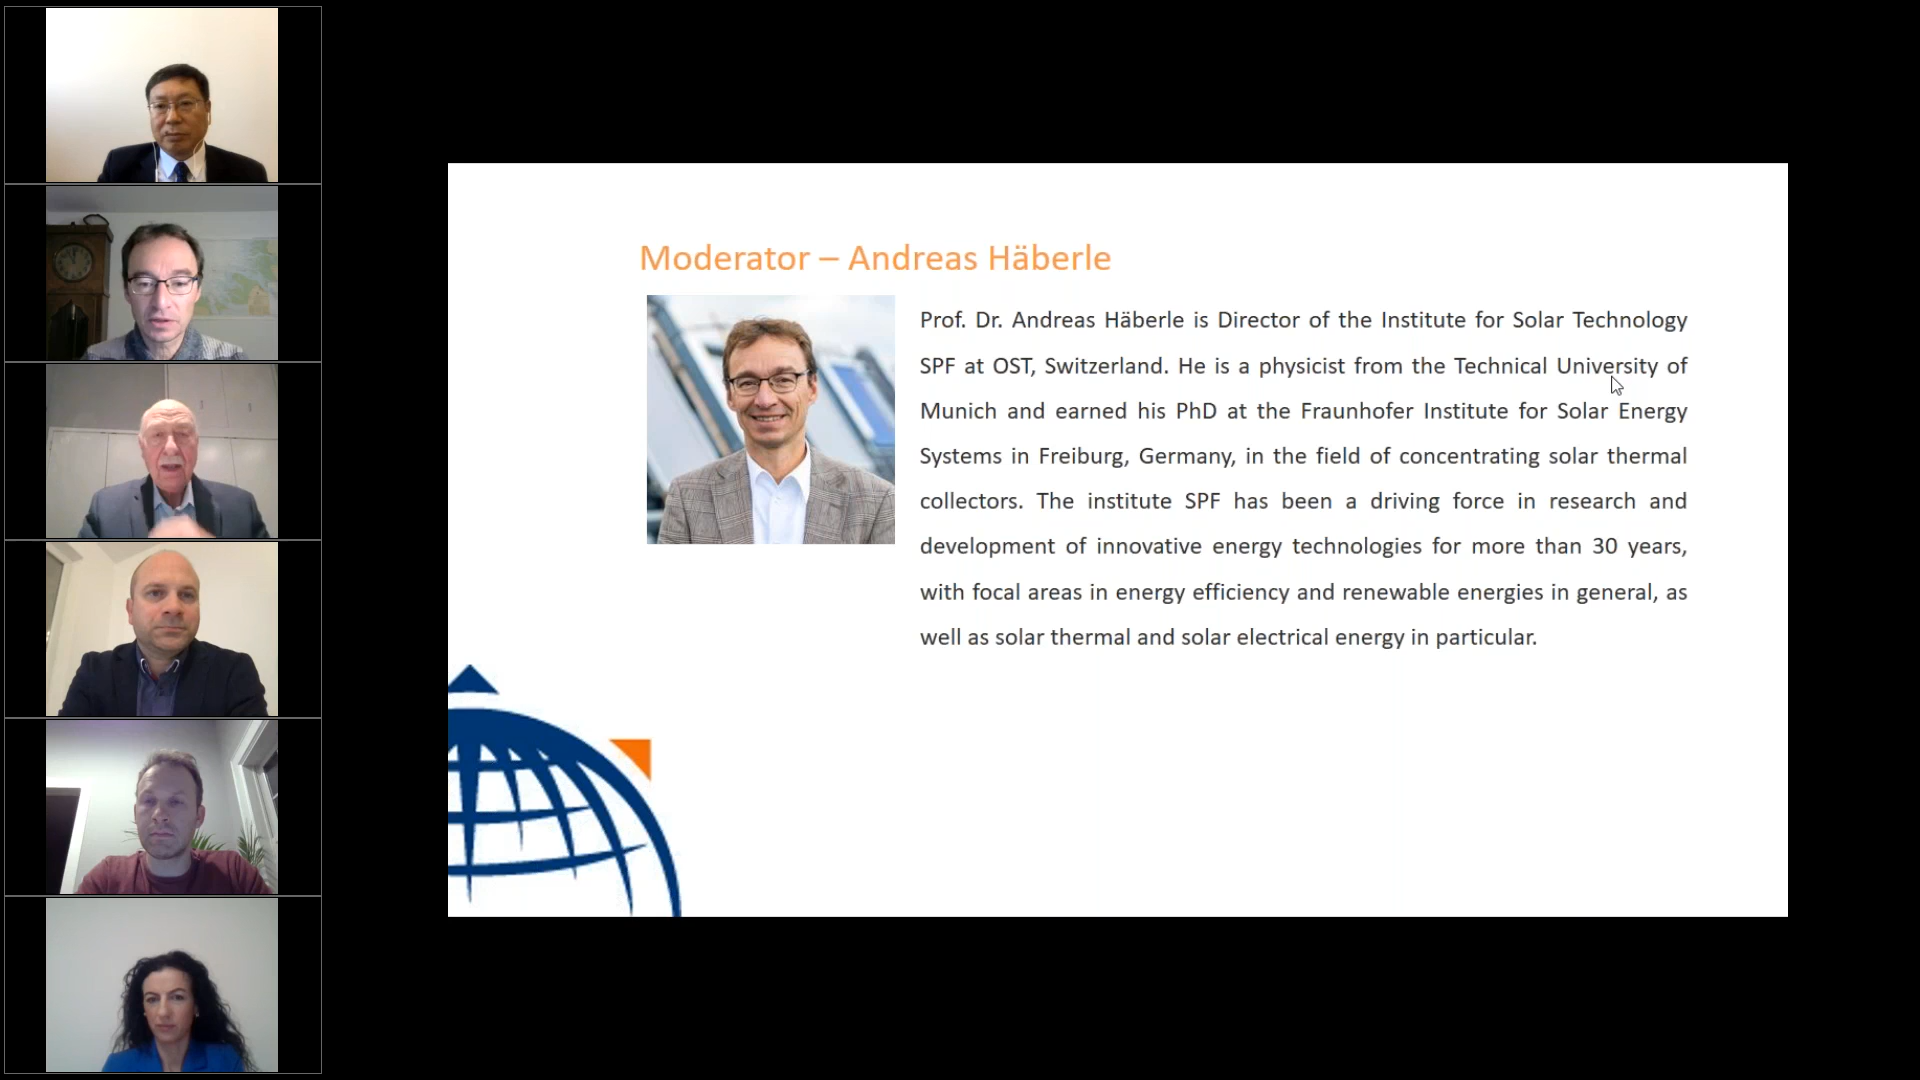 Moderator – Andreas Häberle
Prof. Dr. Andreas Häberle is Director of the Institute for Solar Technology
SPF at OST, Switzerland. He is a physicist from the Technical University of
Munich and earned his PhD at the Fraunhofer Institute for Solar Energy
Systems in Freiburg, Germany, in the field of concentrating solar thermal
collectors. The institute SPF has been a driving force in research and
development of innovative energy technologies for more than 30 years,
with focal areas in energy efficiency and renewable energies in general, as
well as solar thermal and solar electrical energy in particular.